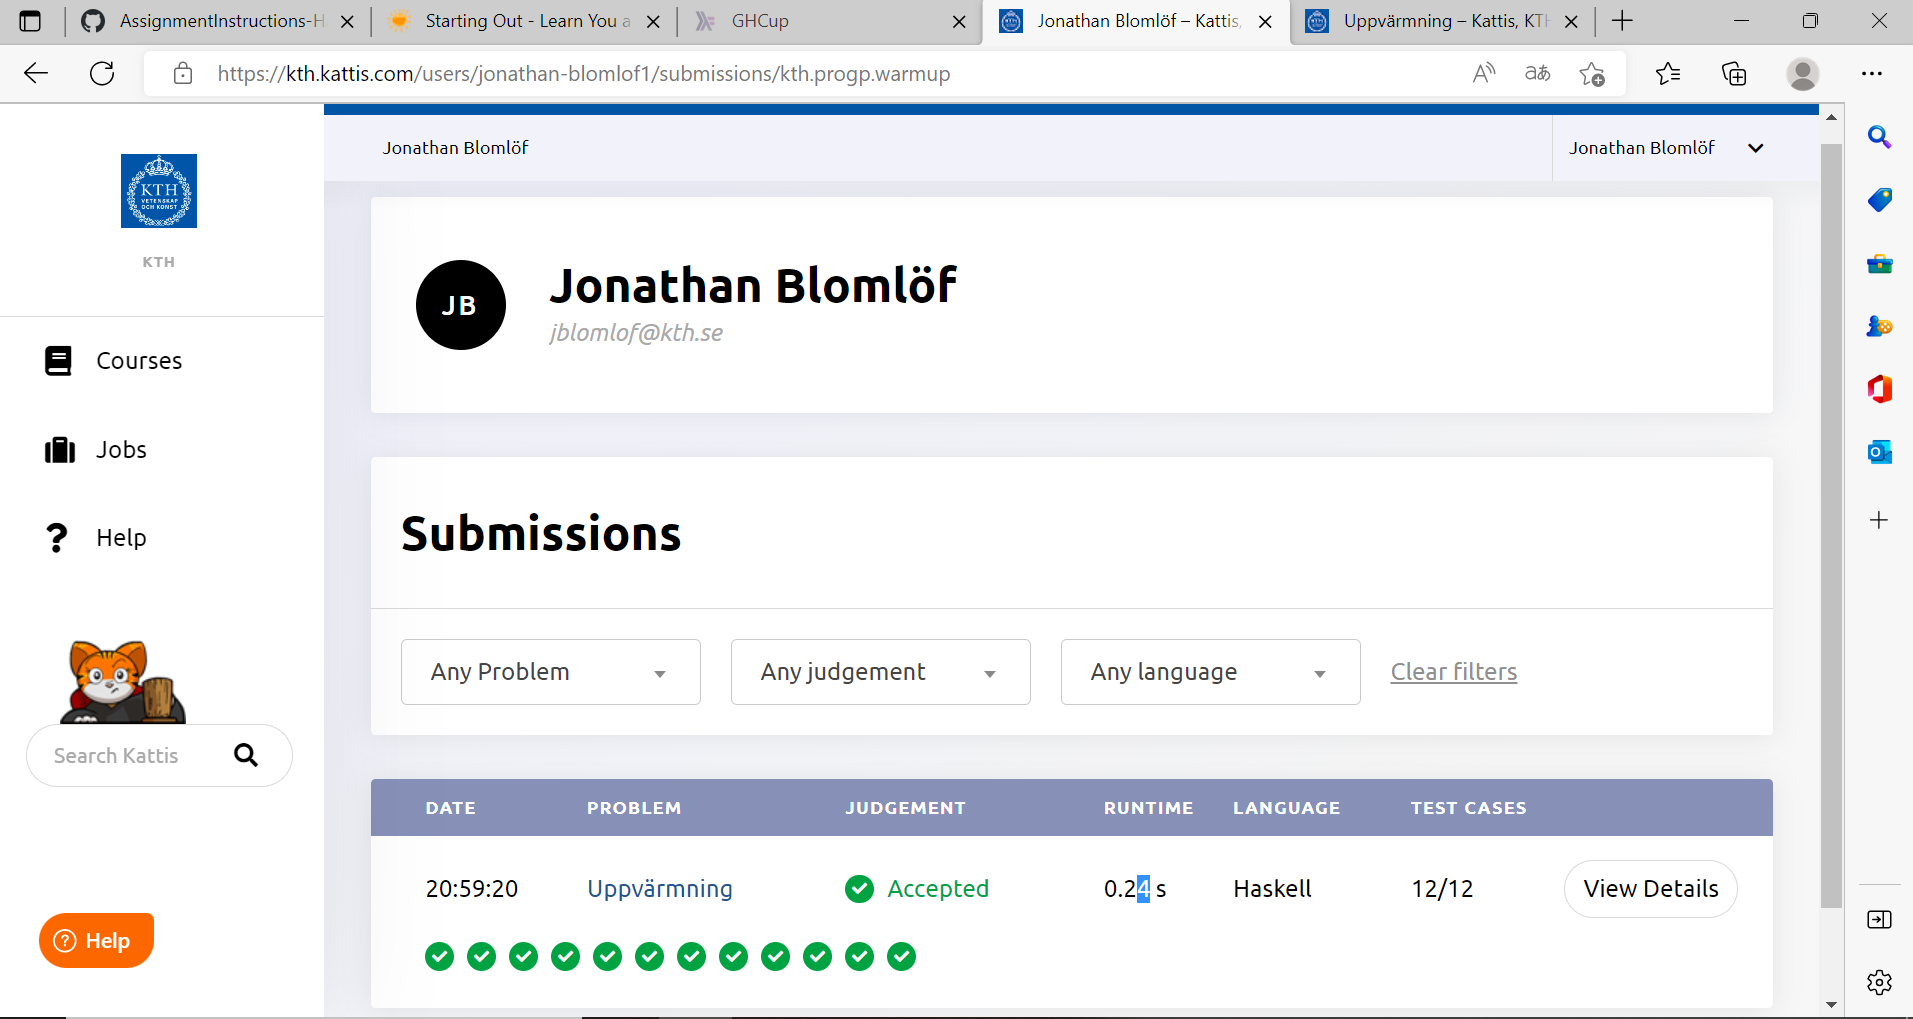 AssignmentInstructions-H
Starting Out - Learn You a
GHCup
Jonathan Blomlöf – Kattis,
Uppvärmning – Kattis, KTH
https://kth.kattis.com/users/jonathan-blomlof1/submissions/kth.progp.warmup
KTH
VETENSKAP
OCH KONST
KTH
Courses
Jobs
Help
Search Kattis
Help
Jonathan Blomlöf
Jonathan Blomlöf
JB
Jonathan Blomlöf
jblomlof@kth.se
Submissions
Any Problem
Any judgement
Any language
Clear filters
DATE PROBLEM JUDGEMENT RUNTIME LANGUAGE TEST CASES
20:59:20 Uppvärmning Accepted 0.24 s Haskell 12/12 View Details